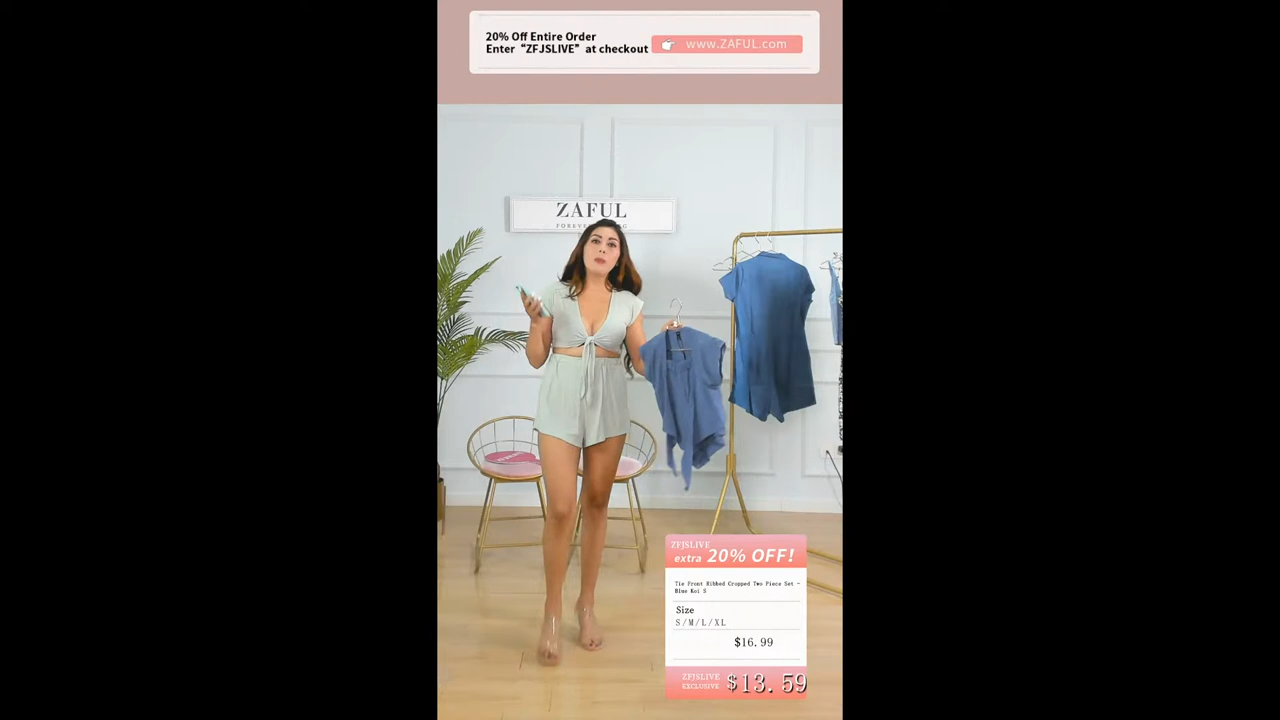 20% Off Entire Order
Enter “ZFJSLIVE” at checkout
www.ZAFUL.com
ZAFUL
ZFJSLIVE
extra 20% OFF!
Tie Front Ribbed Cropped Two Piece Set -
Blue Koi S
Size
S/M/L/XL
$16.99
ZFJSLIVE
EXCLUSIVE
$13.59